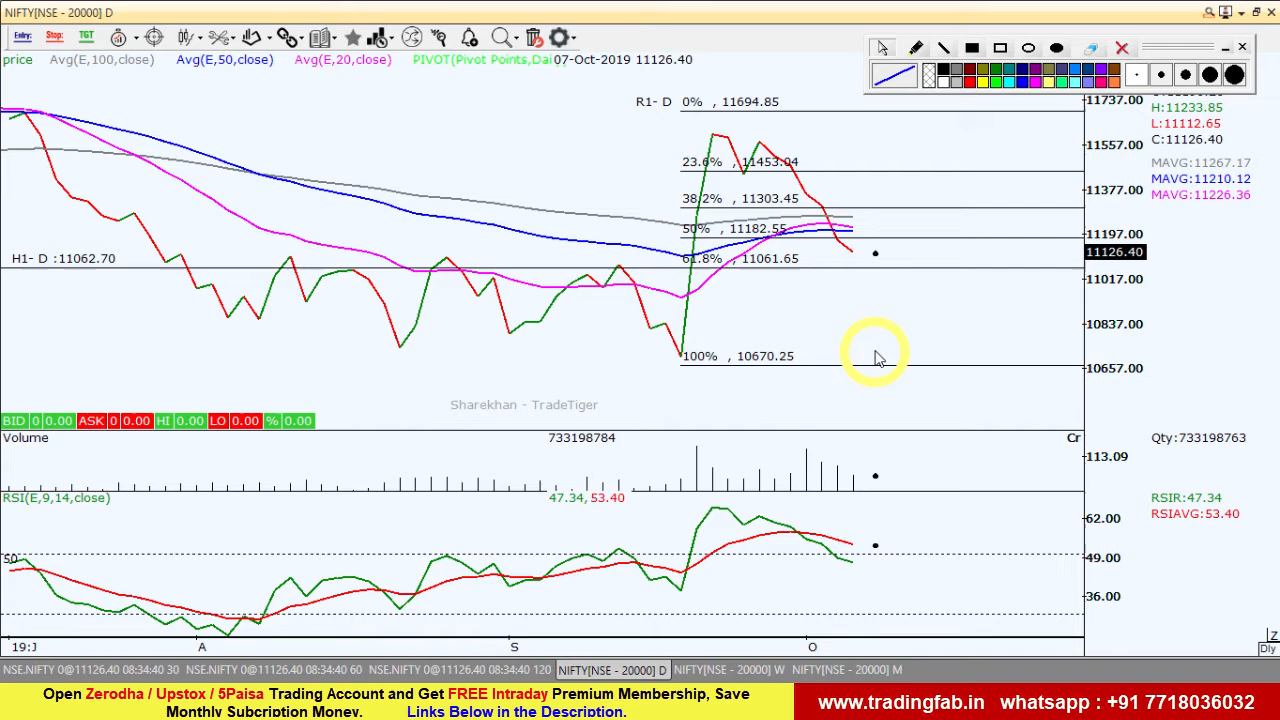 NIFTY[NSE - 20000] D
Entry: Stop: TGT
price Avg(E,100,close) Avg(E,50,close) Avg(E,20,close) PIVOT(Pivot Points,Dai 07-Oct-2019 11126.40
R1- D 0% , 11694.85
11737.00
H:11233.85
L:11112.65
11557.00
C:11126.40
23.6% , 11453.04
MAVG:11267.17
MAVG:11210.12
11377.00
MAVG:11226.36
38.2% , 11303.45
50% , 11182.55
11197.00
11126.40
H1- D :11062.70
61.8% , 11061.65
11017.00
10837.00
100% , 10670.25
10657.00
Sharekhan - TradeTiger
BID 0 0.00 ASK 0 0.00 HI 0.00 LO 0.00 % 0.00
Volume 733198784 Cr Qty:733198763
113.09
RSI(E,9,14,close) 47.34, 53.40 RSIR:47.34
RSIAVG:53.40
62.00
50
49.00
36.00
19:J A S O
Z
Dly
NSE.NIFTY 0@11126.40 08:34:40 30 NSE.NIFTY 0@11126.40 08:34:40 60 NSE.NIFTY 0@11126.40 08:34:40 120 NIFTY[NSE - 20000] D NIFTY[NSE - 20000] W NIFTY[NSE - 20000] M
Open Zerodha / Upstox / 5Paisa Trading Account and Get FREE Intraday Premium Membership, Save
Monthly Subcription Money. Links Below in the Description.
www.tradingfab.in whatsapp : +91 7718036032